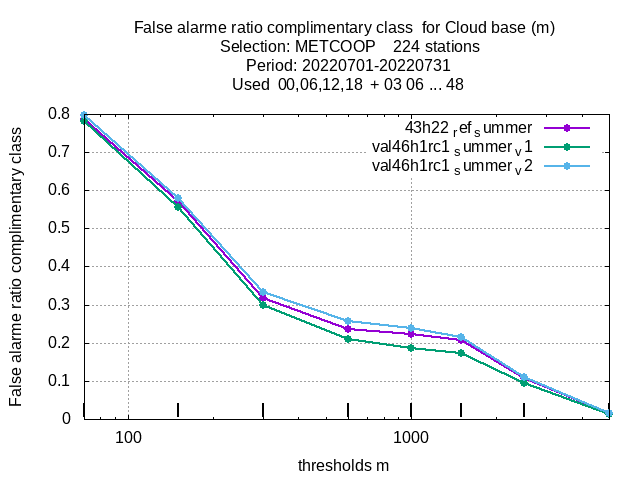 False alarme ratio complimentary class  for Cloud base (m)
Selection: METCOOP    224 stations
Period: 20220701-20220731
Used  00,06,12,18  + 03 06 ... 48
43h22 ref summer
val46h1rc1 summer v1
val46h1rc1 summer v2
False alarme ratio complimentary class
0.8
0.7
0.6
0.5
0.4
0.3
0.2
0.1
0
100
1000
thresholds m